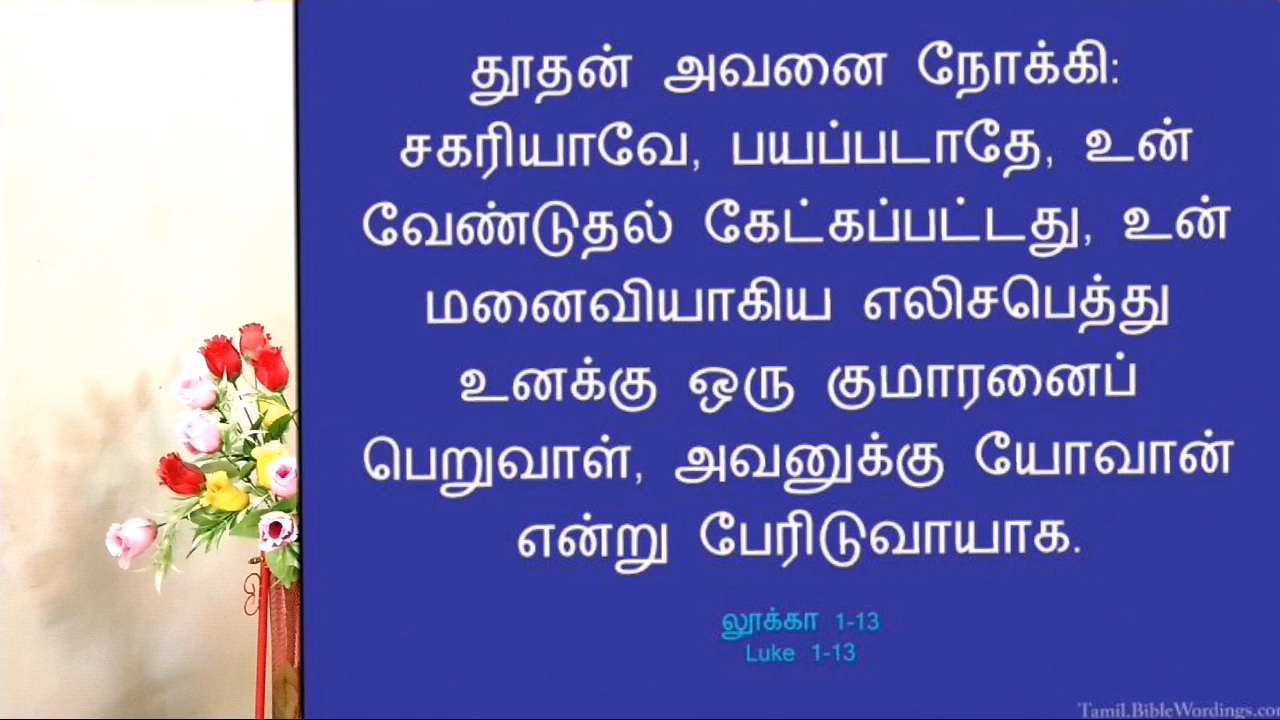 தூதன் அவனை நோக்கி:
சகரியாவே, பயப்படாதே, உன்
வேண்டுதல் கேட்கப்பட்டது, உன்
மனைவியாகிய எலிசபெத்து
உனக்கு ஒரு குமாரனைப்
பெறுவாள், அவனுக்கு யோவான்
என்று பேரிடுவாயாக.
லூக்கா 1-13
Luke 1-13
Tamil.BibleWordings.co